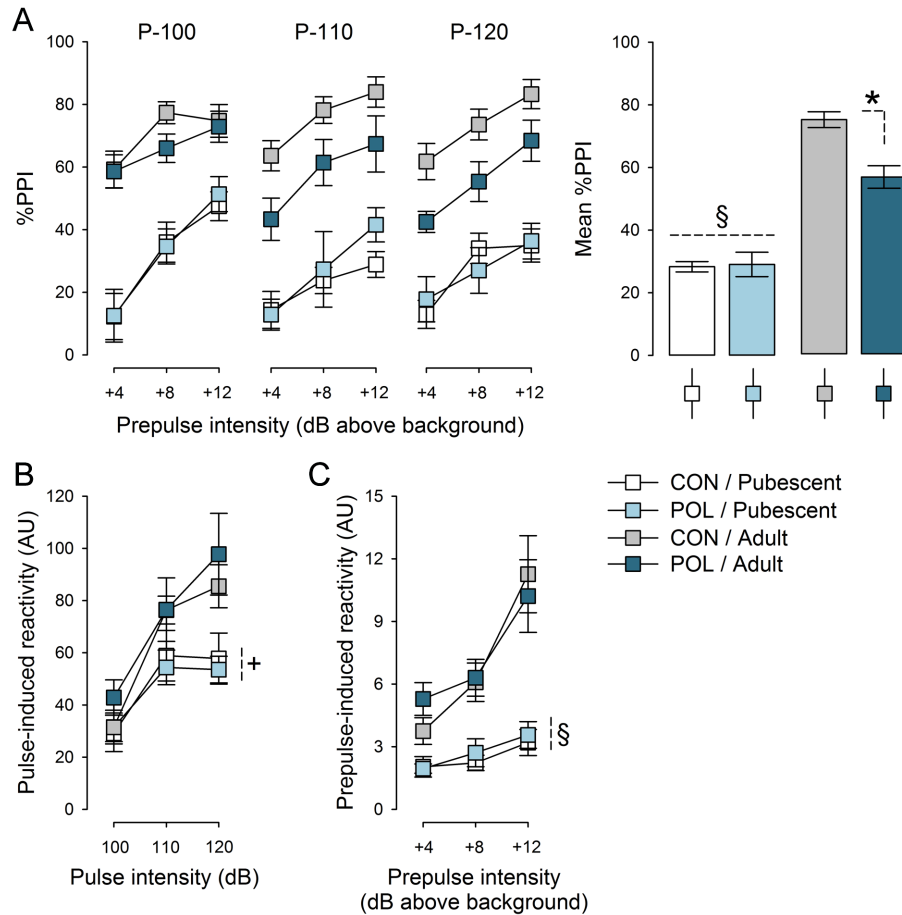 A
P-100
P-110
P-120
%PPI
100
80
60
40
20
0
+4
+8
+12
+4
+8
+12
+4
+8
+12
Prepulse intensity (dB above background)
Mean %PPI
100
80
60
40
20
0
§
*
B
Pulse-induced reactivity (AU)
120
100
80
60
40
20
0
+
100
110
120
Pulse intensity (dB)
C
Prepulse-induced reactivity (AU)
15
12
9
6
3
0
§
+4
+8
+12
Prepulse intensity
(dB above background)
CON / Pubescent
POL / Pubescent
CON / Adult
POL / Adult